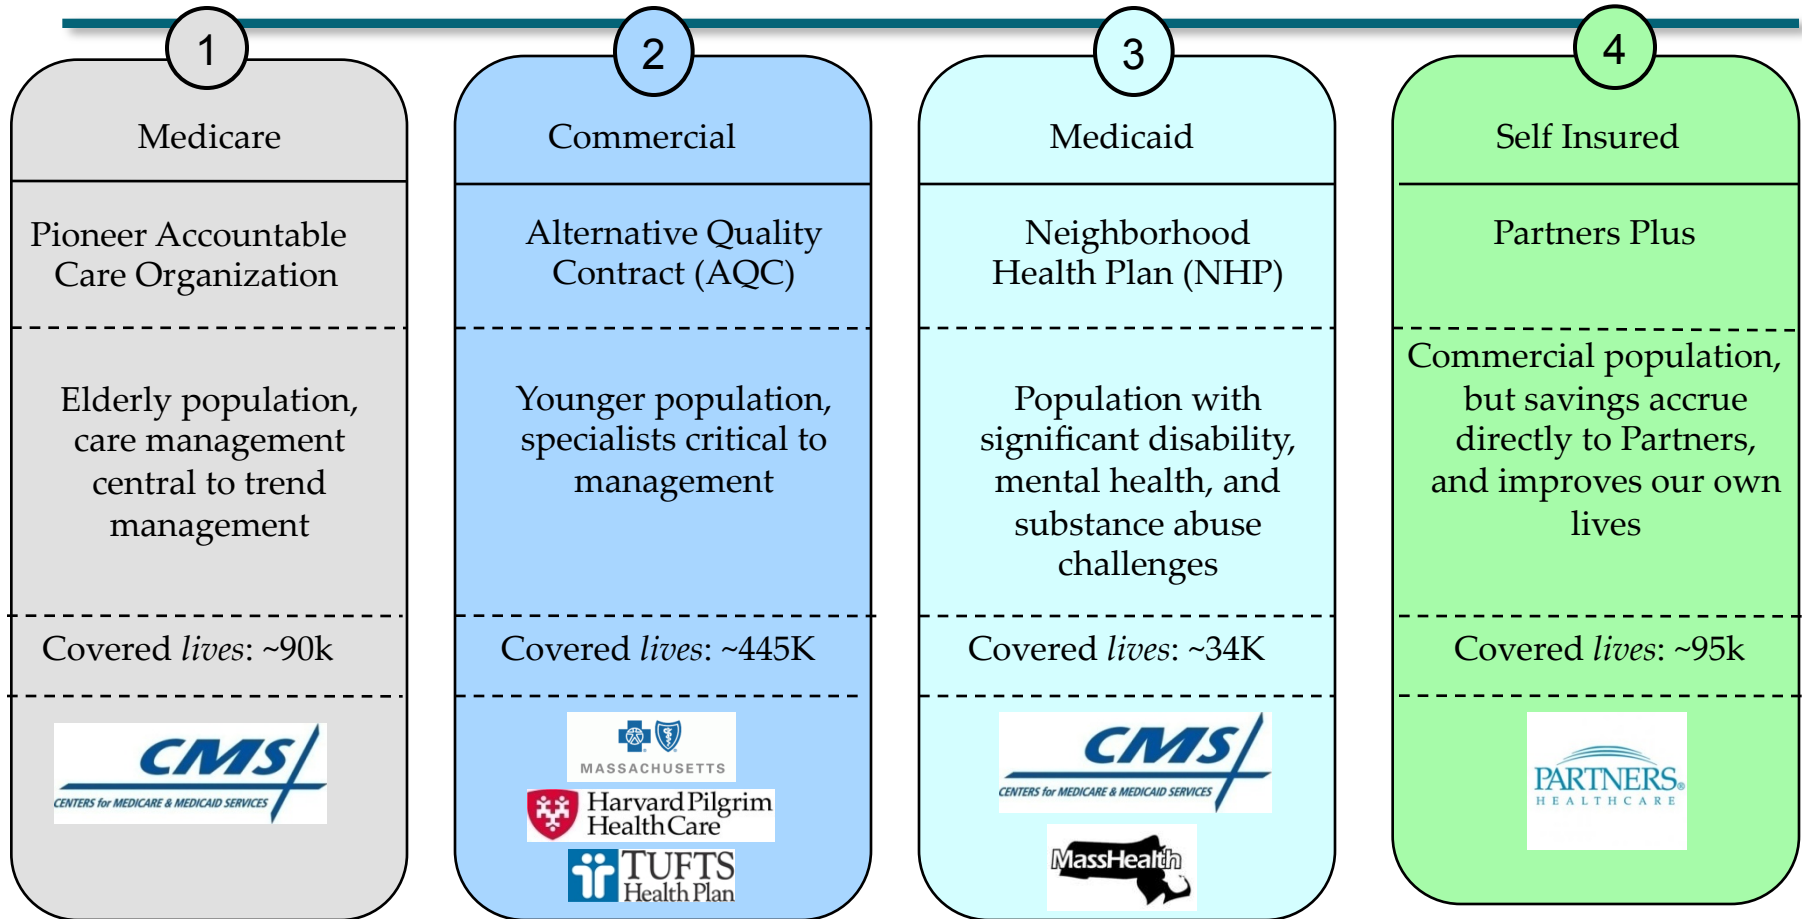 1
Medicare
Pioneer Accountable
Care Organization
Elderly population,
care management
central to trend
management
Covered lives: ~90k
CMS
CENTERS for MEDICARE & MEDICAID SERVICES
2
Commercial
Alternative Quality
Contract (AQC)
Younger population,
specialists critical to
management
Covered lives: ~445K
MASSACHUSETTS
Harvard Pilgrim
HealthCare
TUFTS
Health Plan
3
Medicaid
Neighborhood
Health Plan (NHP)
Population with
significant disability,
mental health, and
substance abuse
challenges
Covered lives: ~34K
CMS
CENTERS for MEDICARE & MEDICAID SERVICES
MassHealth
4
Self Insured
Partners Plus
Commercial population,
but savings accrue
directly to Partners,
and improves our own
lives
Covered lives: ~95k
PARTNERS®
HEALTHCARE